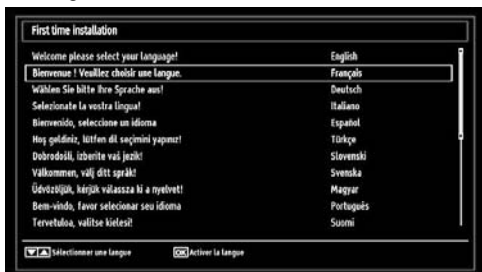 First time installation
Welcome please select your language! English
Bienvenue ! Veuillez choisir une langue. Français
Wählen Sie bitte Ihre Sprache aus! Deutsch
Selezionate la vostra lingua! Italiano
Bienvenido, seleccione un idioma Español
Hoş geldiniz, lütfen dil seçimini yapınız! Türkçe
Dobrodošli, izberite vaš jezik! Slovenski
Välkommen, välj ditt språk! Svenska
Üdvözöljük, kérjük válassza ki a nyelvet! Magyar
Bem-vindo, favor selecionar seu idioma Português
Tervetuloa, valitse kielesi! Suomi
Sélectionner une langue OK Activer la langue